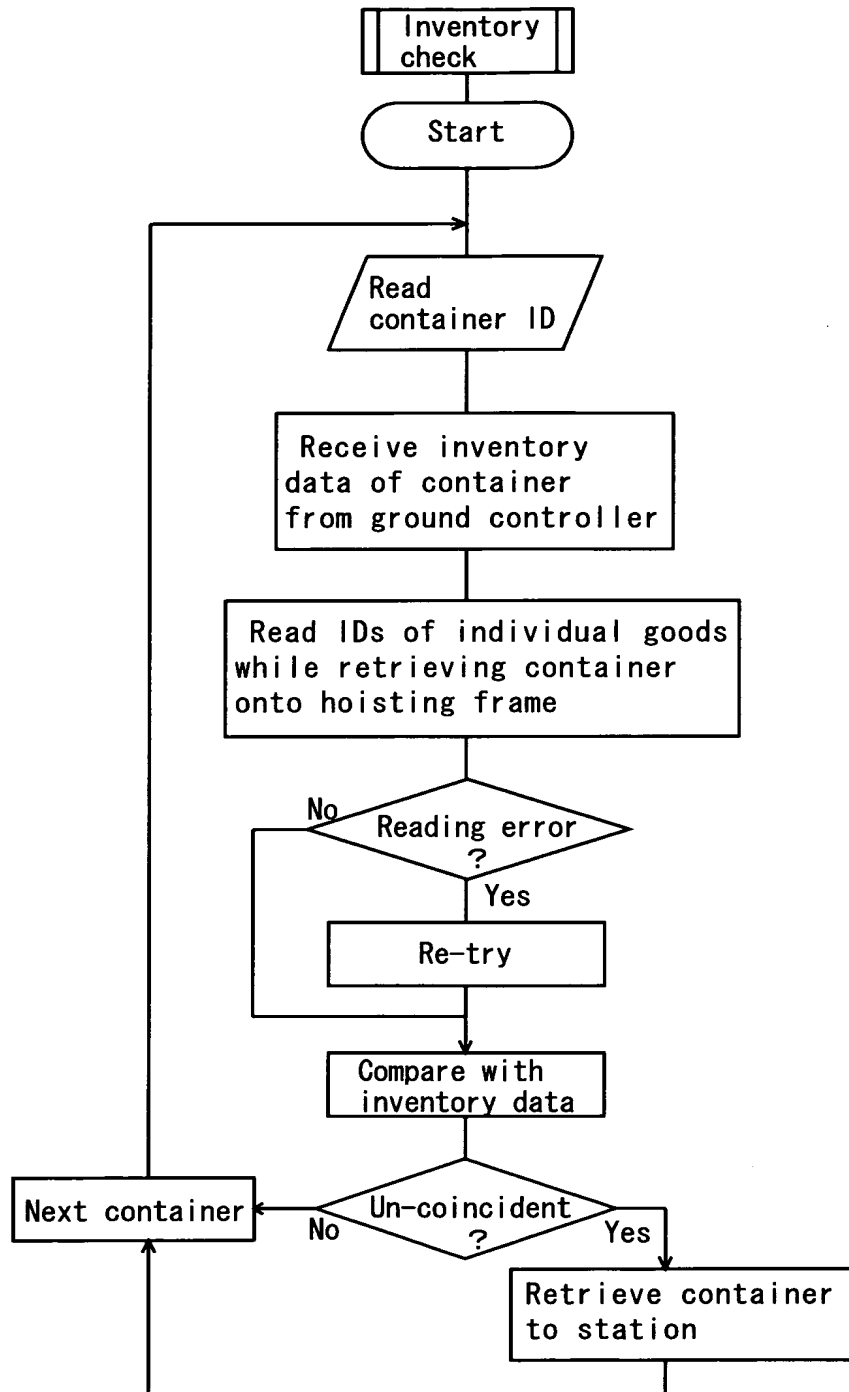 Inventory
check
Start
Read
container ID
Receive inventory
data of container
from ground controller
Read IDs of individual goods
while retrieving container
onto hoisting frame
No
Reading error
?
Yes
Re-try
Compare with
inventory data
Next container
No
Un-coincident
?
Yes
Retrieve container
to station